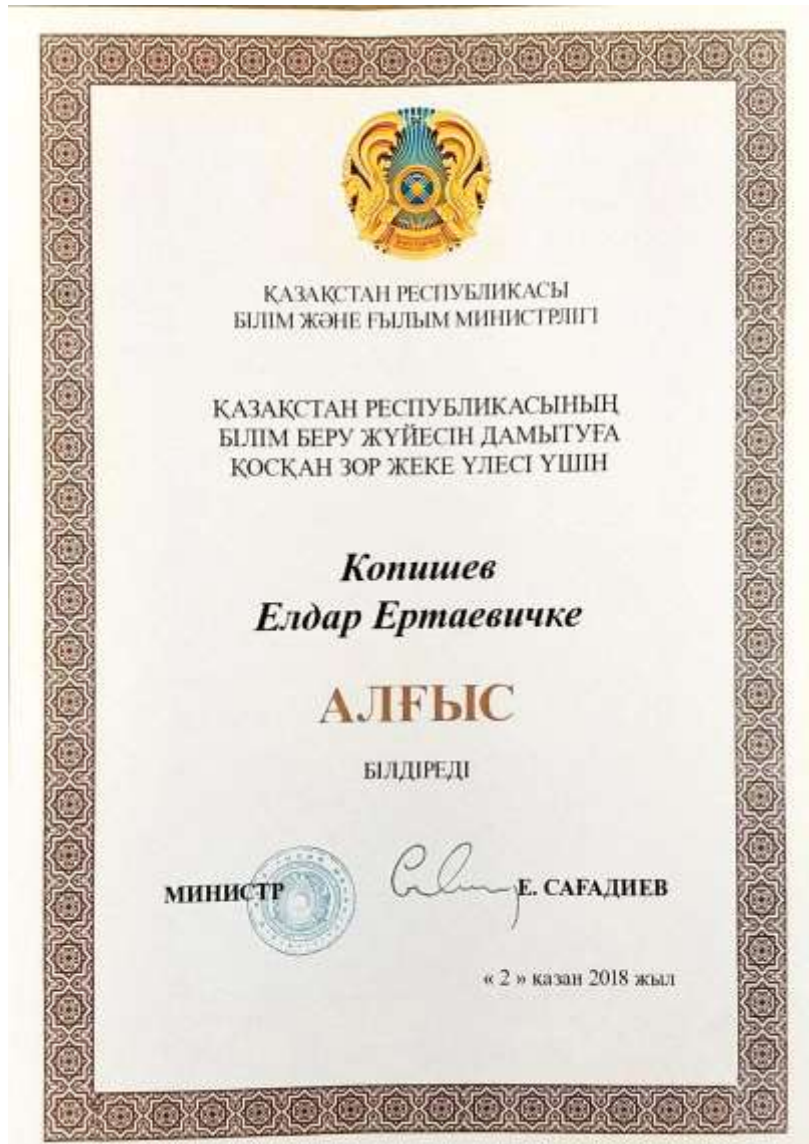 ҚАЗАҚСТАН РЕСПУБЛИКАСЫ
БІЛІМ ЖӘНЕ ҒЫЛЫМ МИНИСТРЛІГІ
ҚАЗАҚСТАН РЕСПУБЛИКАСЫНЫҢ
БІЛІМ БЕРУ ЖҮЙЕСІН ДАМЫТУҒА
ҚОСҚАН ЗОР ЖЕКЕ ҮЛЕСІ ҮШІН
Копишев
Елдар Ертаевичке
АЛҒЫС
БІЛДІРЕДІ
МИНИСТР Е. САҒАДИЕВ
« 2 » қазан 2018 жыл